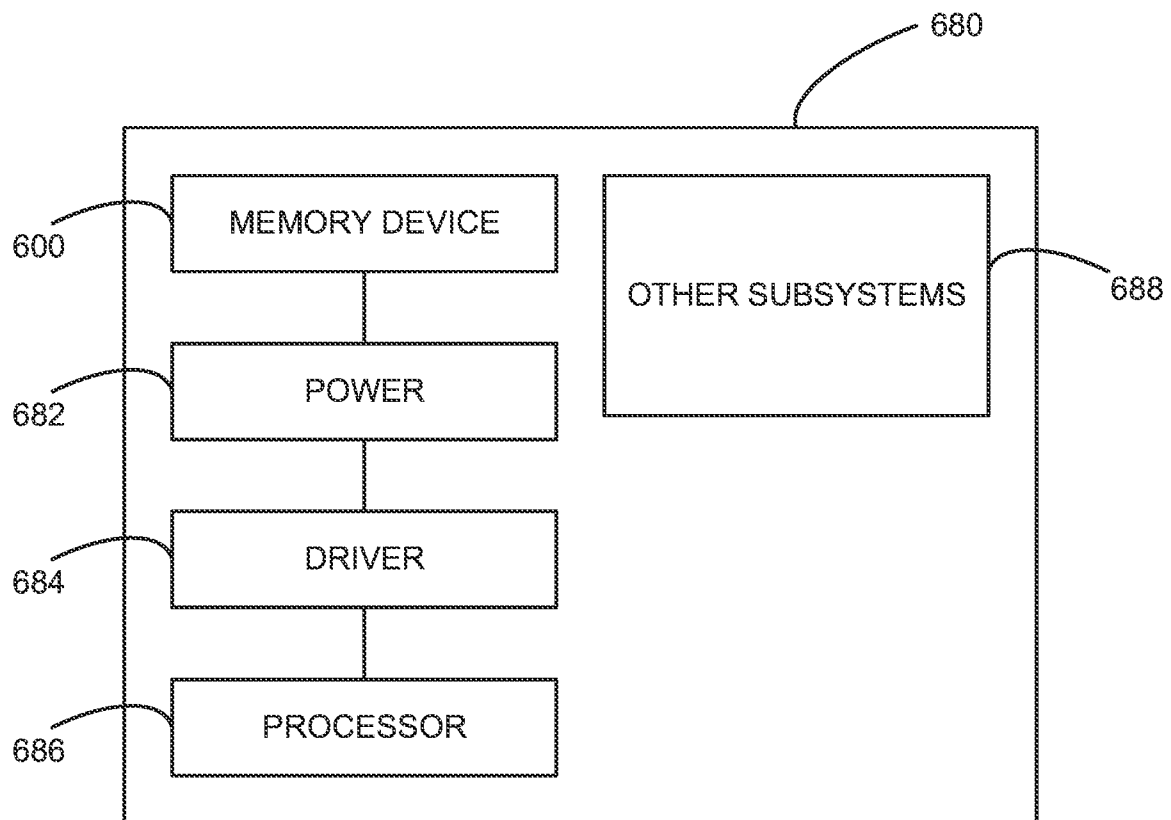 680
MEMORY DEVICE
600
OTHER SUBSYSTEMS
688
POWER
682
DRIVER
684
PROCESSOR
686